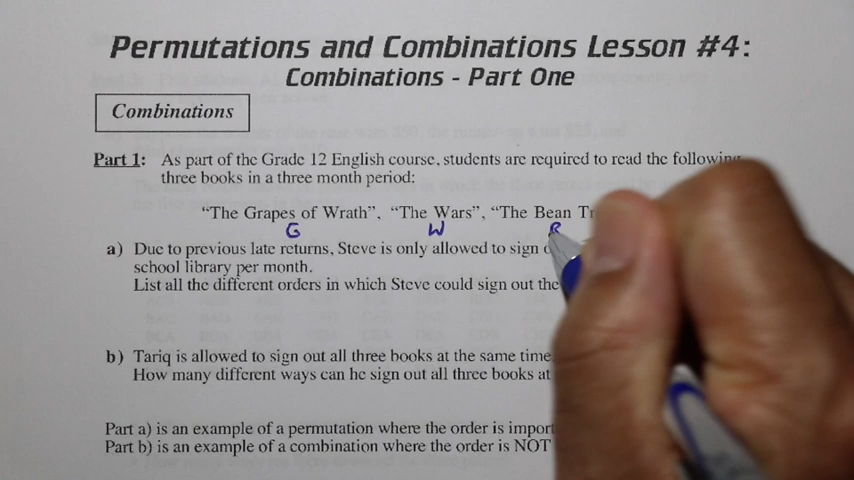 Permutations and Combinations Lesson #4:
Combinations - Part One
Combinations
Part 1: As part of the Grade 12 English course, students are required to read the following
three books in a three month period:
"The Grapes of Wrath", "The Wars", "The Bean
G W B
a) Due to previous late returns, Steve is only allowed to sign
school library per month.
List all the different orders in which Steve could sign out the
b) Tariq is allowed to sign out all three books at the same time
How many different ways can he sign out all three books at
Part a) is an example of a permutation where the order is
Part b) is an example of a combination where the order is NOT